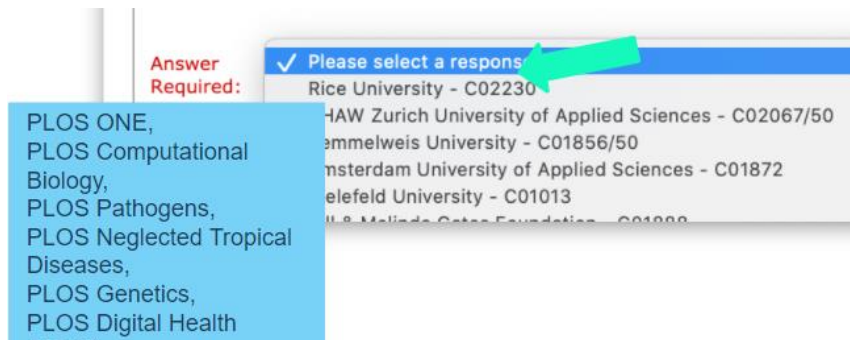 Answer
Required:
✓ Please select a response
Rice University - C02230
HAW Zurich University of Applied Sciences - C02067/50
emmelweis University - C01856/50
msterdam University of Applied Sciences - C01872
elefeld University - C01013
PLOS ONE,
PLOS Computational
Biology,
PLOS Pathogens,
PLOS Neglected Tropical
Diseases,
PLOS Genetics,
PLOS Digital Health